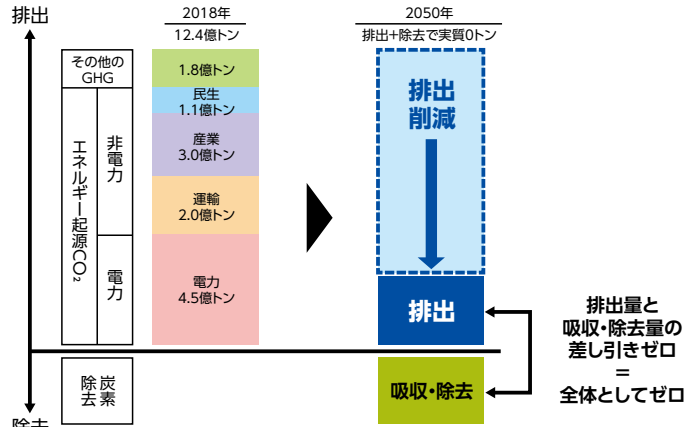 排出
2018年
12.4億トン
2050年
排出+除去で実質0トン
その他の
GHG
エネルギー起源CO₂
非電力
電力
1.8億トン
民生
1.1億トン
産業
3.0億トン
運輸
2.0億トン
電力
4.5億トン
排出
削減
排出
吸収・除去
排出量と
吸収・除去量の
差し引きゼロ
=
全体としてゼロ
炭素
除去
除去